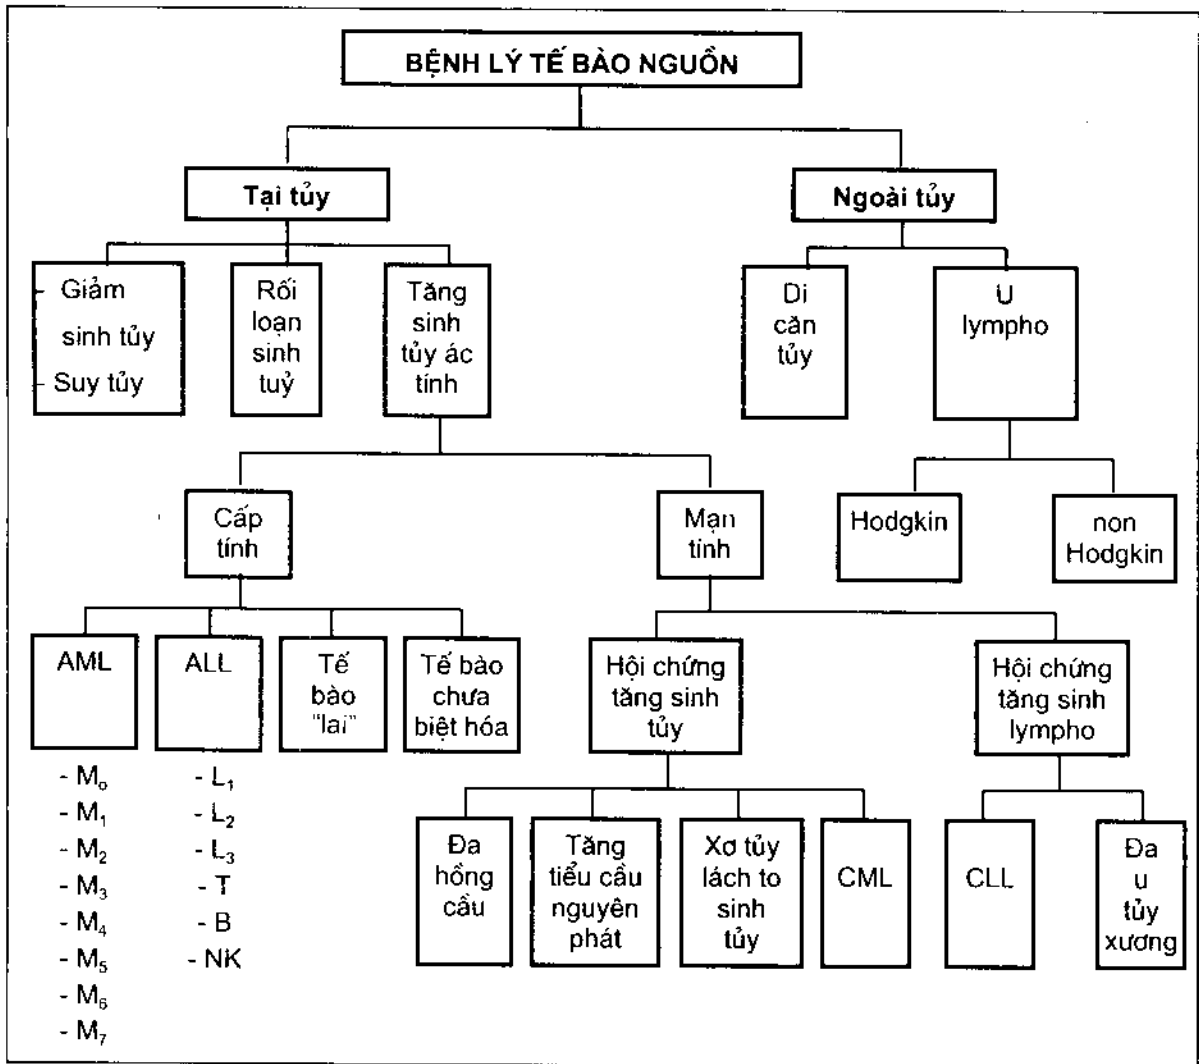 BỆNH LÝ TẾ BÀO NGUỒN
Tại tủy
Ngoài tủy
- Giảm
sinh tủy
- Suy tủy
Rối
loạn
sinh
tuỷ
Tăng
sinh
tủy ác
tính
Di
căn
tủy
U
lympho
Cấp
tính
Mạn
tính
Hodgkin
non
Hodgkin
AML
ALL
Tế
bào
"lai"
Tế bào
chưa
biệt hóa
Hội chứng
tăng sinh
tủy
Hội chứng
tăng sinh
lympho
- M₀
- M₁
- M₂
- M₃
- M₄
- M₅
- M₆
- M₇
- L₁
- L₂
- L₃
- T
- B
- NK
Đa
hồng
cầu
Tăng
tiểu cầu
nguyên
phát
Xơ tủy
lách to
sinh
tủy
CML
CLL
Đa
u
tủy
xương